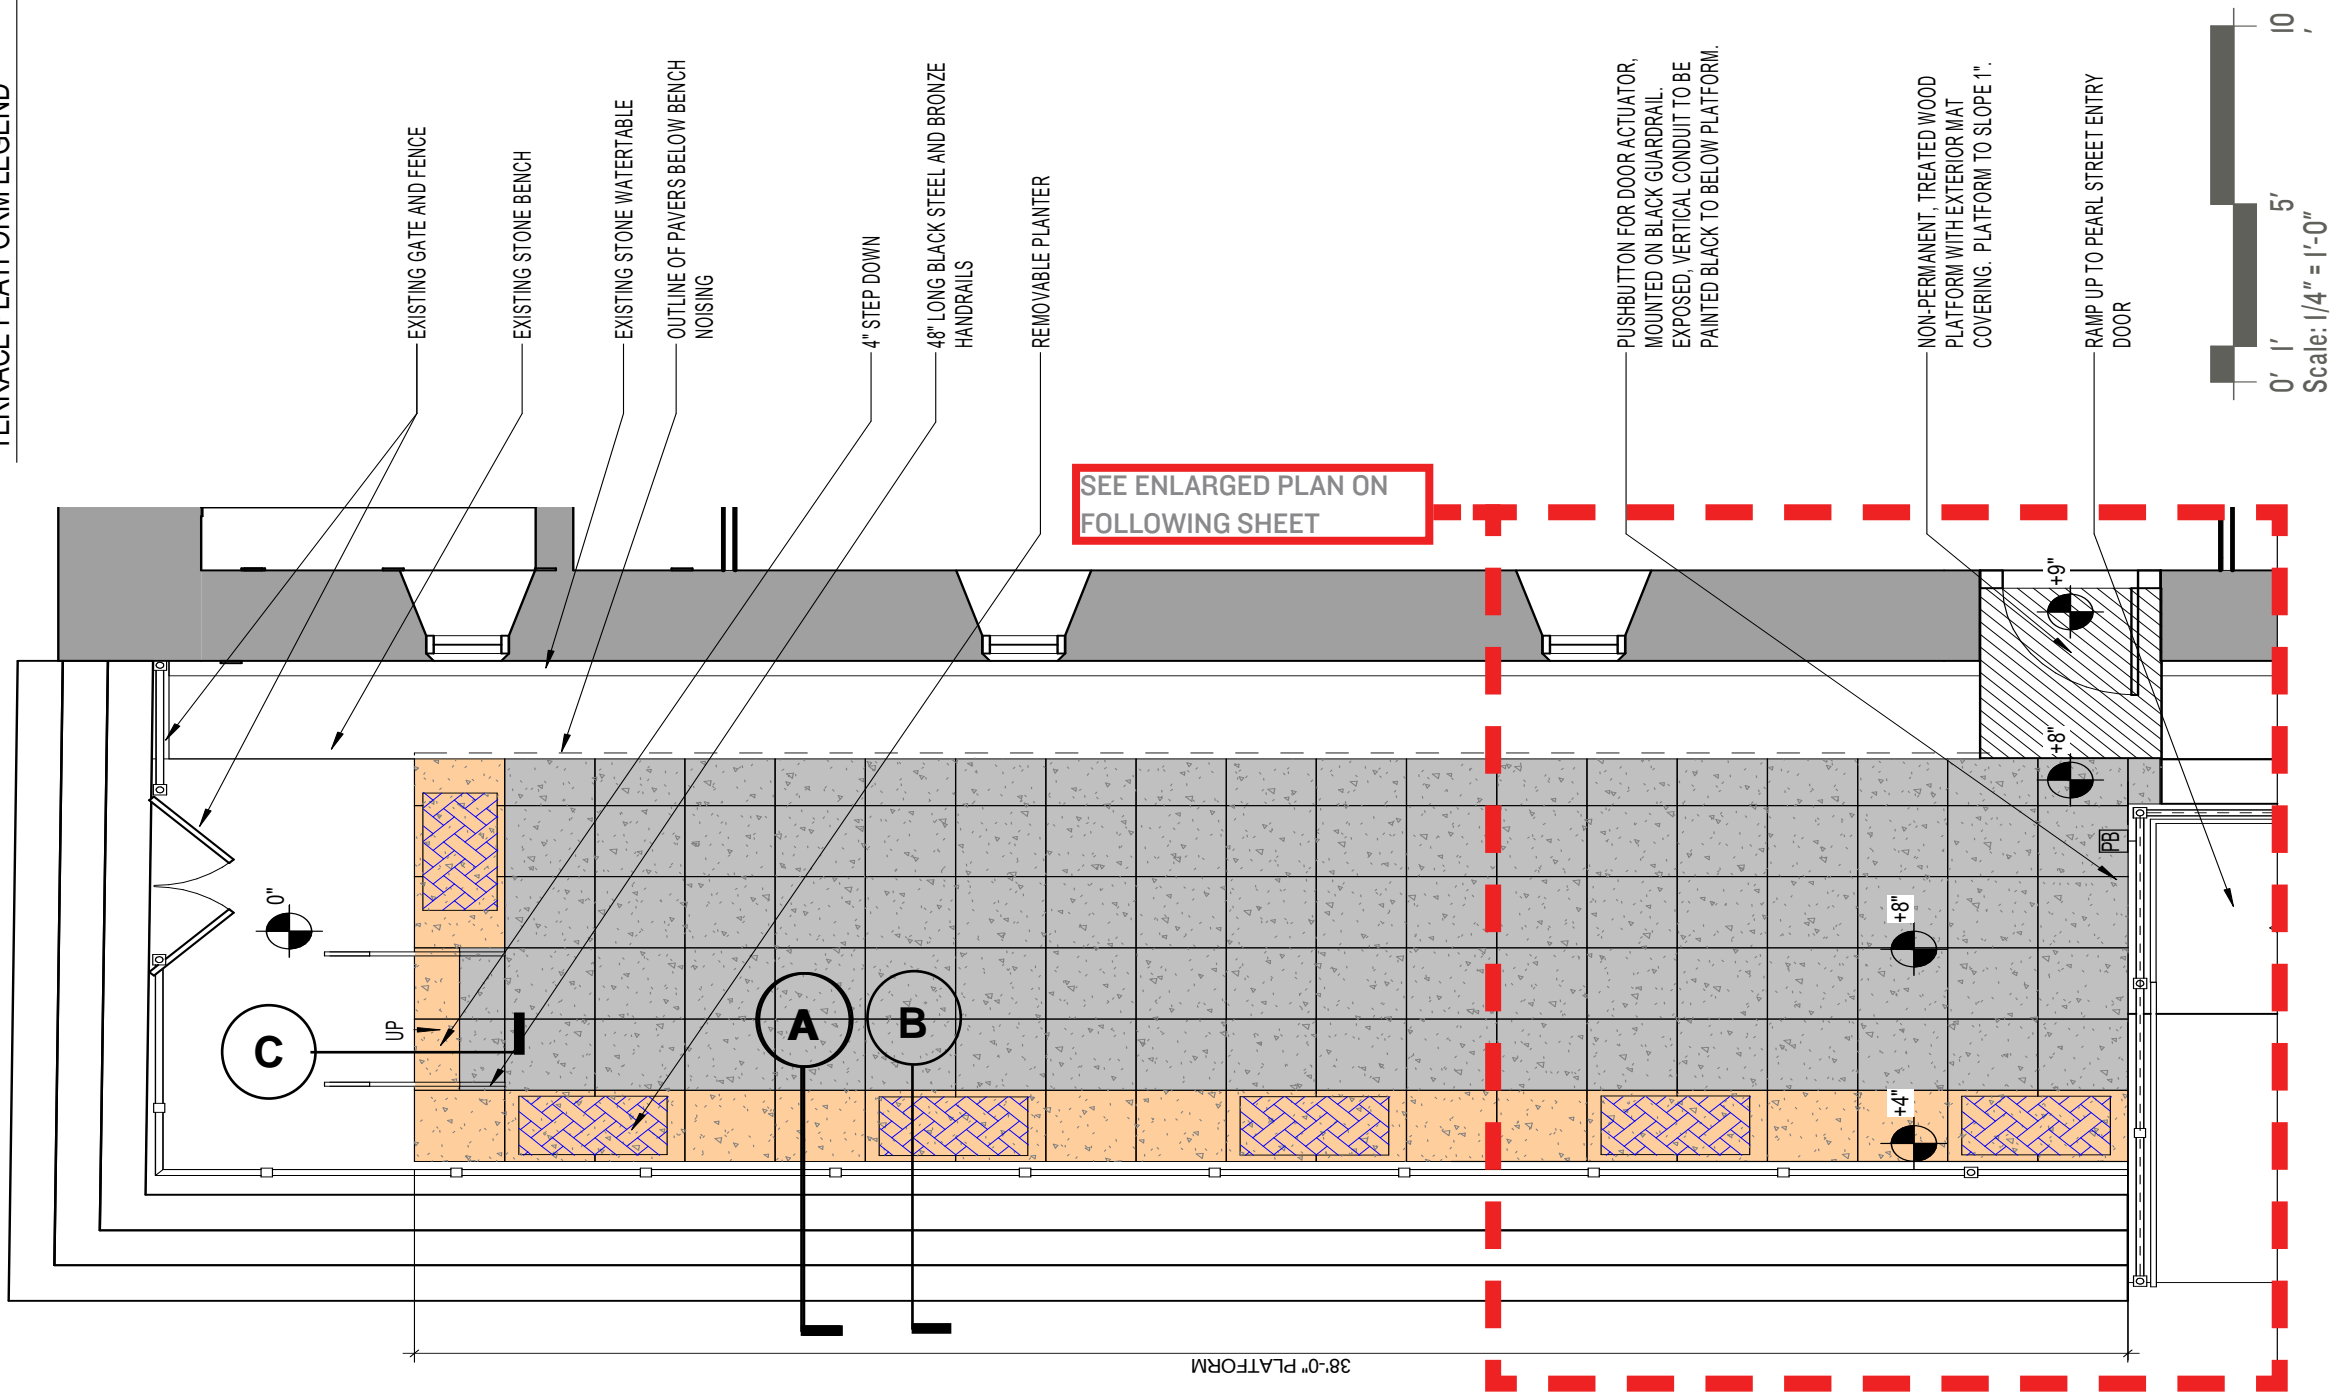 TERRACE PLATFORM LEGEND
EXISTING GATE AND FENCE
EXISTING STONE BENCH
EXISTING STONE WATERTABLE
OUTLINE OF PAVERS BELOW BENCH
NOISING
4" STEP DOWN
48" LONG BLACK STEEL AND BRONZE
HANDRAILS
REMOVABLE PLANTER
PUSHBUTTON FOR DOOR ACTUATOR,
MOUNTED ON BLACK GUARDRAIL.
EXPOSED, VERTICAL CONDUIT TO BE
PAINTED BLACK TO BELOW PLATFORM.
NON-PERMANENT, TREATED WOOD
PLATFORM WITH EXTERIOR MAT
COVERING. PLATFORM TO SLOPE 1".
RAMP UP TO PEARL STREET ENTRY
DOOR
0' 1' 5' 10'
Scale: 1/4" = 1'-0"
SEE ENLARGED PLAN ON
FOLLOWING SHEET
+9"
+8"
0"
UP
C
A
B
PB
+8"
+4"
38'-0" PLATFORM